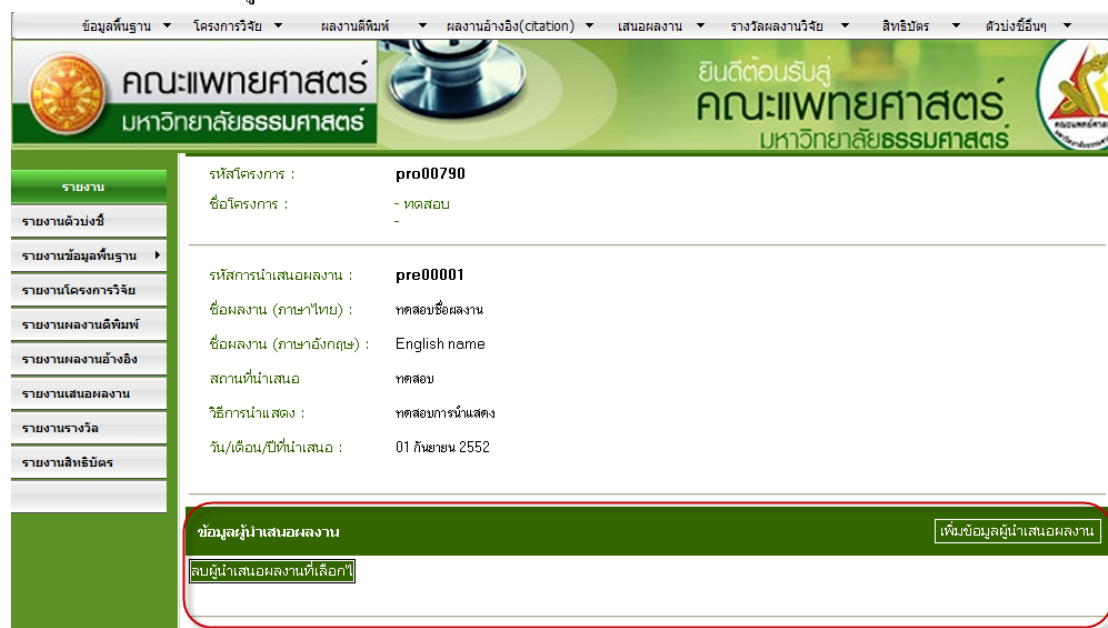 ข้อมูลพื้นฐาน โครงการวิจัย ผลงานตีพิมพ์ ผลงานอ้างอิง(citation) เสนอผลงาน รางวัลผลงานวิจัย สิทธิบัตร ตัวบ่งชี้อื่นๆ
คณะแพทยศาสตร์
มหาวิทยาลัยธรรมศาสตร์
ยินดีต้อนรับสู่
คณะแพทยศาสตร์
มหาวิทยาลัยธรรมศาสตร์
รายงาน
รายงานตัวบ่งชี้
รายงานข้อมูลพื้นฐาน
รายงานโครงการวิจัย
รายงานผลงานตีพิมพ์
รายงานผลงานอ้างอิง
รายงานเสนอผลงาน
รายงานรางวัล
รายงานสิทธิบัตร
รหัสโครงการ : pro00790
ชื่อโครงการ : - ทดสอบ
-
รหัสการนำเสนอผลงาน : pre00001
ชื่อผลงาน (ภาษาไทย) : ทดสอบชื่อผลงาน
ชื่อผลงาน (ภาษาอังกฤษ) : English name
สถานที่นำเสนอ ทดสอบ
วิธีการนำแสดง : ทดสอบการนำแสดง
วัน/เดือน/ปีที่นำเสนอ : 01 กันยายน 2552
ข้อมูลผู้นำเสนอผลงาน เพิ่มข้อมูลผู้นำเสนอผลงาน
ลบผู้นำเสนอผลงานที่เลือกไ